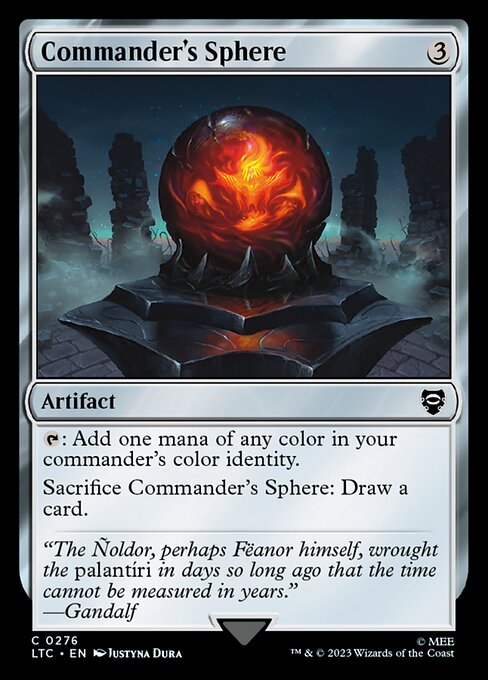 Commander's Sphere 3
Artifact
: Add one mana of any color in your
commander's color identity.
Sacrifice Commander's Sphere: Draw a
card.
“The Ñoldor, perhaps Fëanor himself, wrought
the palantíri in days so long ago that the time
cannot be measured in years.”
—Gandalf
C 0276
LTC • EN Justyna Dura
© MEE
™ & © 2023 Wizards of the Coast